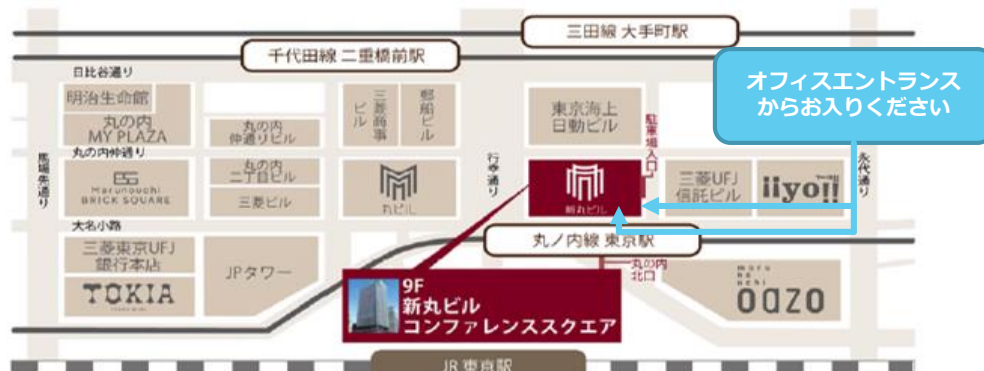 三田線 大手町駅
千代田線 二重橋前駅
オフィスエントランス
からお入りください
日比谷通り
明治生命館
丸の内
MY PLAZA
丸の内
仲通りビル
三菱商事
ビル
郵船ビル
東京海上
日動ビル
駐車場入口
馬場先通り
丸の内仲通り
行幸通り
永代通り
Marunouchi
BRICK SQUARE
丸の内
二丁目ビル
三菱ビル
丸ビル
新丸ビル
三菱UFJ
信託ビル
iiyo!!
大名小路
三菱東京UFJ
銀行本店
TOKIA
JPタワー
丸ノ内線 東京駅
丸の内
北口
maru
no
uchi
oazo
9F
新丸ビル
コンファレンススクエア
JR 東京駅